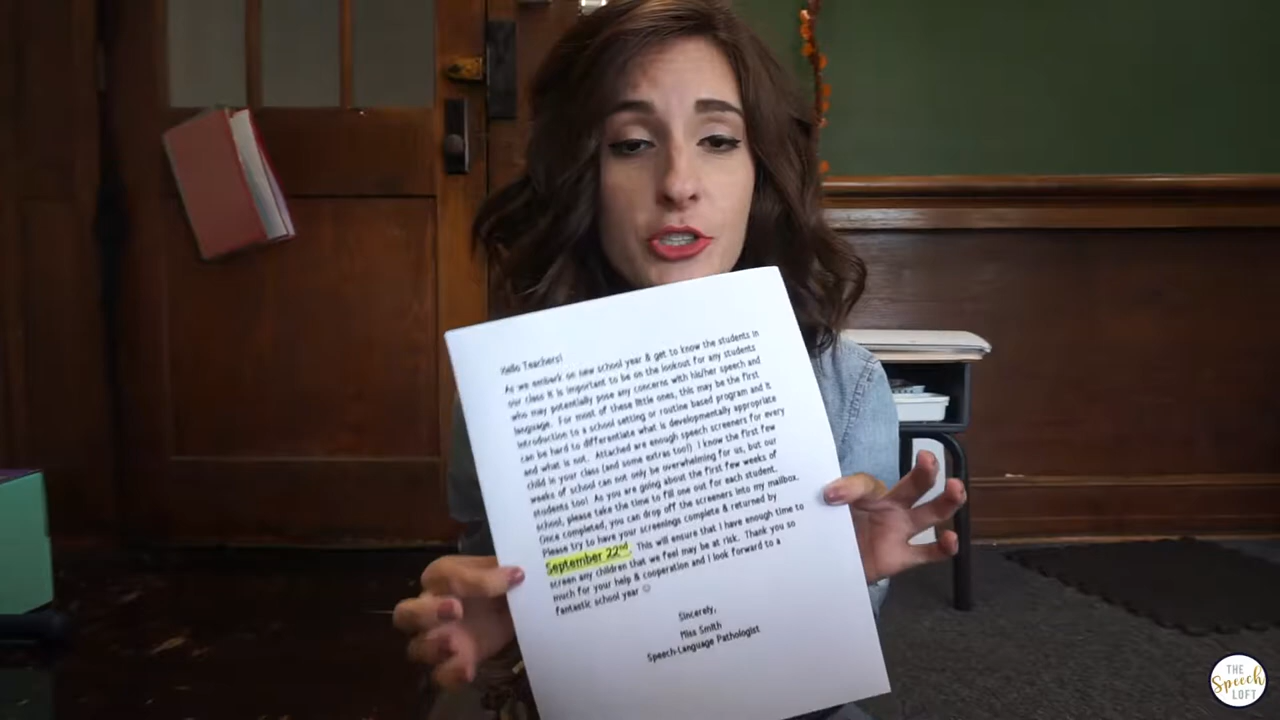 Hello Teachers!
As we embark on new school year & get to know the students in
our class it is important to be on the lookout for any students
who may potentially pose any concerns with his/her speech and
language. For most of these little ones, this may be the first
introduction to a school setting or routine based program and it
can be hard to differentiate what is developmentally appropriate
and what is not. Attached are enough speech screeners for every
child in your class (and some extras too!) I know the first few
weeks of school can not only be overwhelming for us, but our
students too! As you are going about the first few weeks of
school, please take the time to fill one out for each student.
Once completed, you can drop off the screeners into my mailbox.
Please try to have your screenings complete & returned by
September 22nd. This will ensure that I have enough time to
screen any children that we feel may be at risk. Thank you so
much for your help & cooperation and I look forward to a
fantastic school year ☺
Sincerely,
Miss Smith
Speech-Language Pathologist
THE
Speech
LOFT